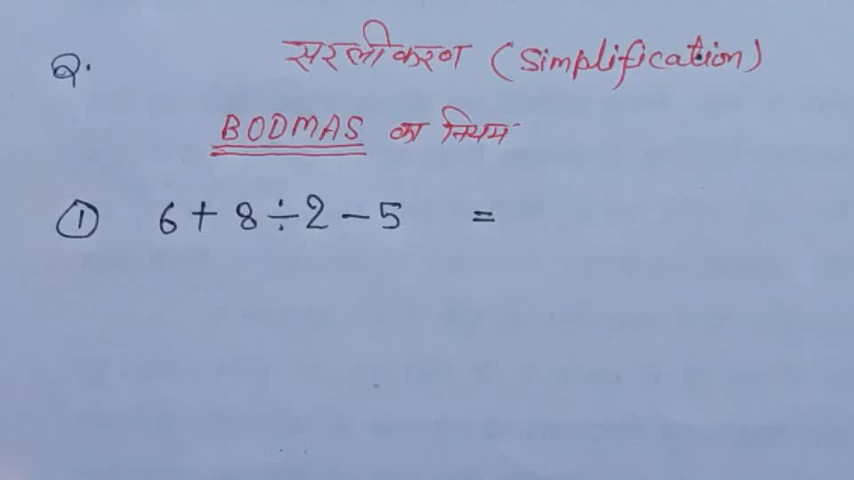 Q. सरलीकरण (Simplification)
BODMAS का नियम
① 6 + 8 ÷ 2 - 5 =